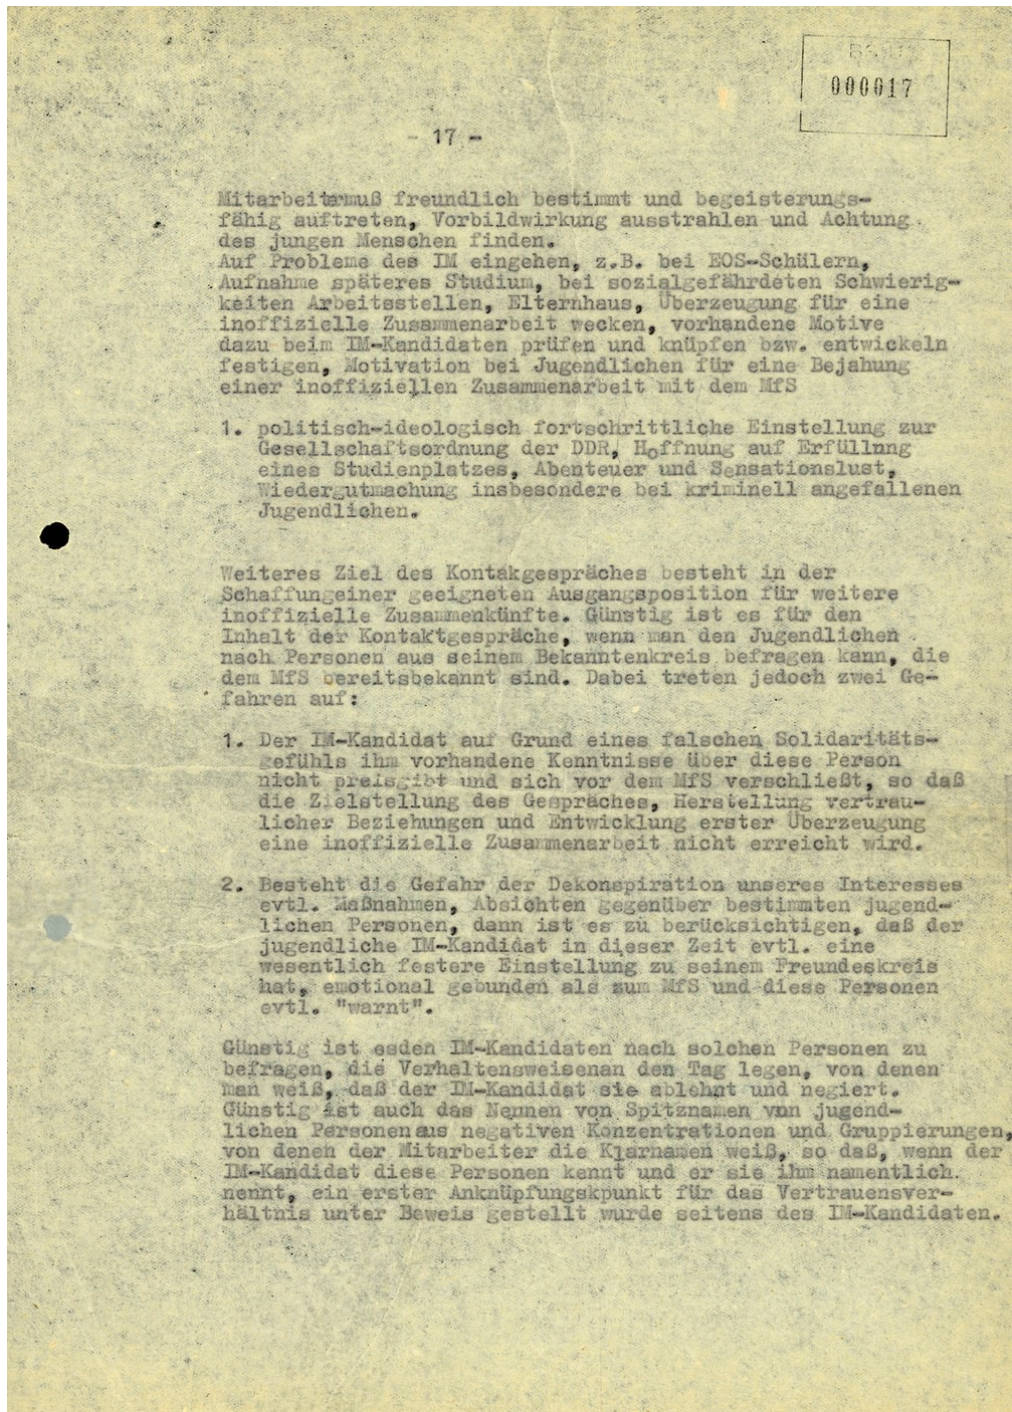 BStU
000017
- 17 -
Mitarbeitermuß freundlich bestimmt und begeisterungs-
fähig auftreten, Vorbildwirkung ausstrahlen und Achtung
des jungen Menschen finden.
Auf Probleme des IM eingehen, z.B. bei EOS-Schülern,
Aufnahme späteres Studium, bei sozialgefährdeten Schwierig-
keiten Arbeitsstellen, Elternhaus, Überzeugung für eine
inoffizielle Zusammenarbeit wecken, vorhandene Motive
dazu beim IM-Kandidaten prüfen und knüpfen bzw. entwickeln
festigen, Motivation bei Jugendlichen für eine Bejahung
einer inoffiziellen Zusammenarbeit mit dem MfS
1. politisch-ideologisch fortschrittliche Einstellung zur
Gesellschaftsordnung der DDR, Hoffnung auf Erfüllnng
eines Studienplatzes, Abenteuer und Sensationslust,
Wiedergutmachung insbesondere bei kriminell angefallenen
Jugendlichen.
Weiteres Ziel des Kontakgespräches besteht in der
Schaffungeiner geeigneten Ausgangsposition für weitere
inoffizielle Zusammenkünfte. Günstig ist es für den
Inhalt der Kontaktgespräche, wenn man den Jugendlichen
nach Personen aus seinem Bekanntenkreis befragen kann, die
dem MfS bereitsbekannt sind. Dabei treten jedoch zwei Ge-
fahren auf:
1. Der IM-Kandidat auf Grund eines falschen Solidaritäts-
gefühls ihm vorhandene Kenntnisse über diese Person
nicht preisgibt und sich vor dem MfS verschließt, so daß
die Zielstellung des Gespräches, Herstellung vertrau-
licher Beziehungen und Entwicklung erster Überzeugung
eine inoffizielle Zusammenarbeit nicht erreicht wird.
2. Besteht die Gefahr der Dekonspiration unseres Interesses
evtl. Maßnahmen, Absichten gegenüber bestimmten jugend-
lichen Personen, dann ist es zu berücksichtigen, daß der
jugendliche IM-Kandidat in dieser Zeit evtl. eine
wesentlich festere Einstellung zu seinem Freundeskreis
hat, emotional gebunden als zum MfS und diese Personen
evtl. "warnt".
Günstig ist esden IM-Kandidaten nach solchen Personen zu
befragen, die Verhaltensweisenan den Tag legen, von denen
man weiß, daß der IM-Kandidat sie ablehnt und negiert.
Günstig ist auch das Nennen von Spitznamen von jugend-
lichen Personen aus negativen Konzentrationen und Gruppierungen,
von denen der Mitarbeiter die Klarnamen weiß, so daß, wenn der
IM-Kandidat diese Personen kennt und er sie ihm namentlich
nennt, ein erster Anknüpfungskpunkt für das Vertrauensver-
hältnis unter Beweis gestellt wurde seitens des IM-Kandidaten.